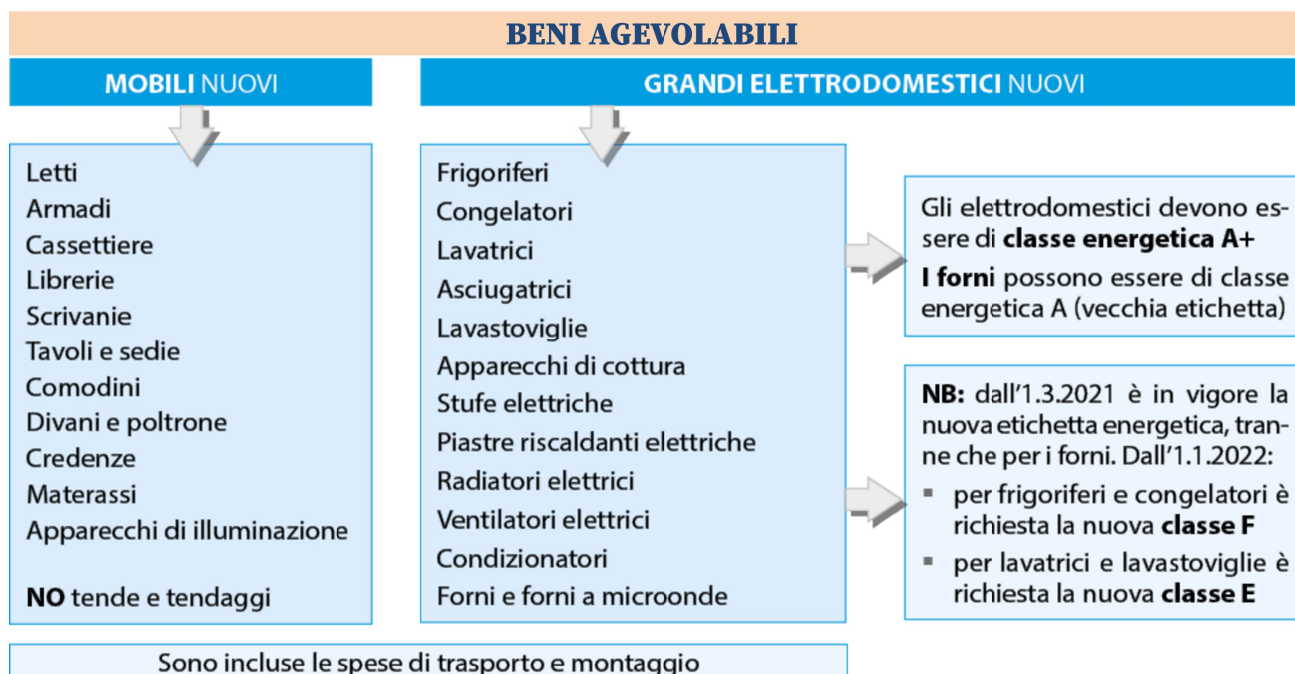 BENI AGEVOLABILI
MOBILI NUOVI
Letti
Armadi
Cassettiere
Librerie
Scrivanie
Tavoli e sedie
Comodini
Divani e poltrone
Credenze
Materassi
Apparecchi di illuminazione
NO tende e tendaggi
GRANDI ELETTRODOMESTICI NUOVI
Frigoriferi
Congelatori
Lavatrici
Asciugatrici
Lavastoviglie
Apparecchi di cottura
Stufe elettriche
Piastre riscaldanti elettriche
Radiatori elettrici
Ventilatori elettrici
Condizionatori
Forni e forni a microonde
Gli elettrodomestici devono es-
sere di classe energetica A+
I forni possono essere di classe
energetica A (vecchia etichetta)
NB: dall'1.3.2021 è in vigore la
nuova etichetta energetica, tran-
ne che per i forni. Dall'1.1.2022:
▪ per frigoriferi e congelatori è
richiesta la nuova classe F
▪ per lavatrici e lavastoviglie è
richiesta la nuova classe E
Sono incluse le spese di trasporto e montaggio